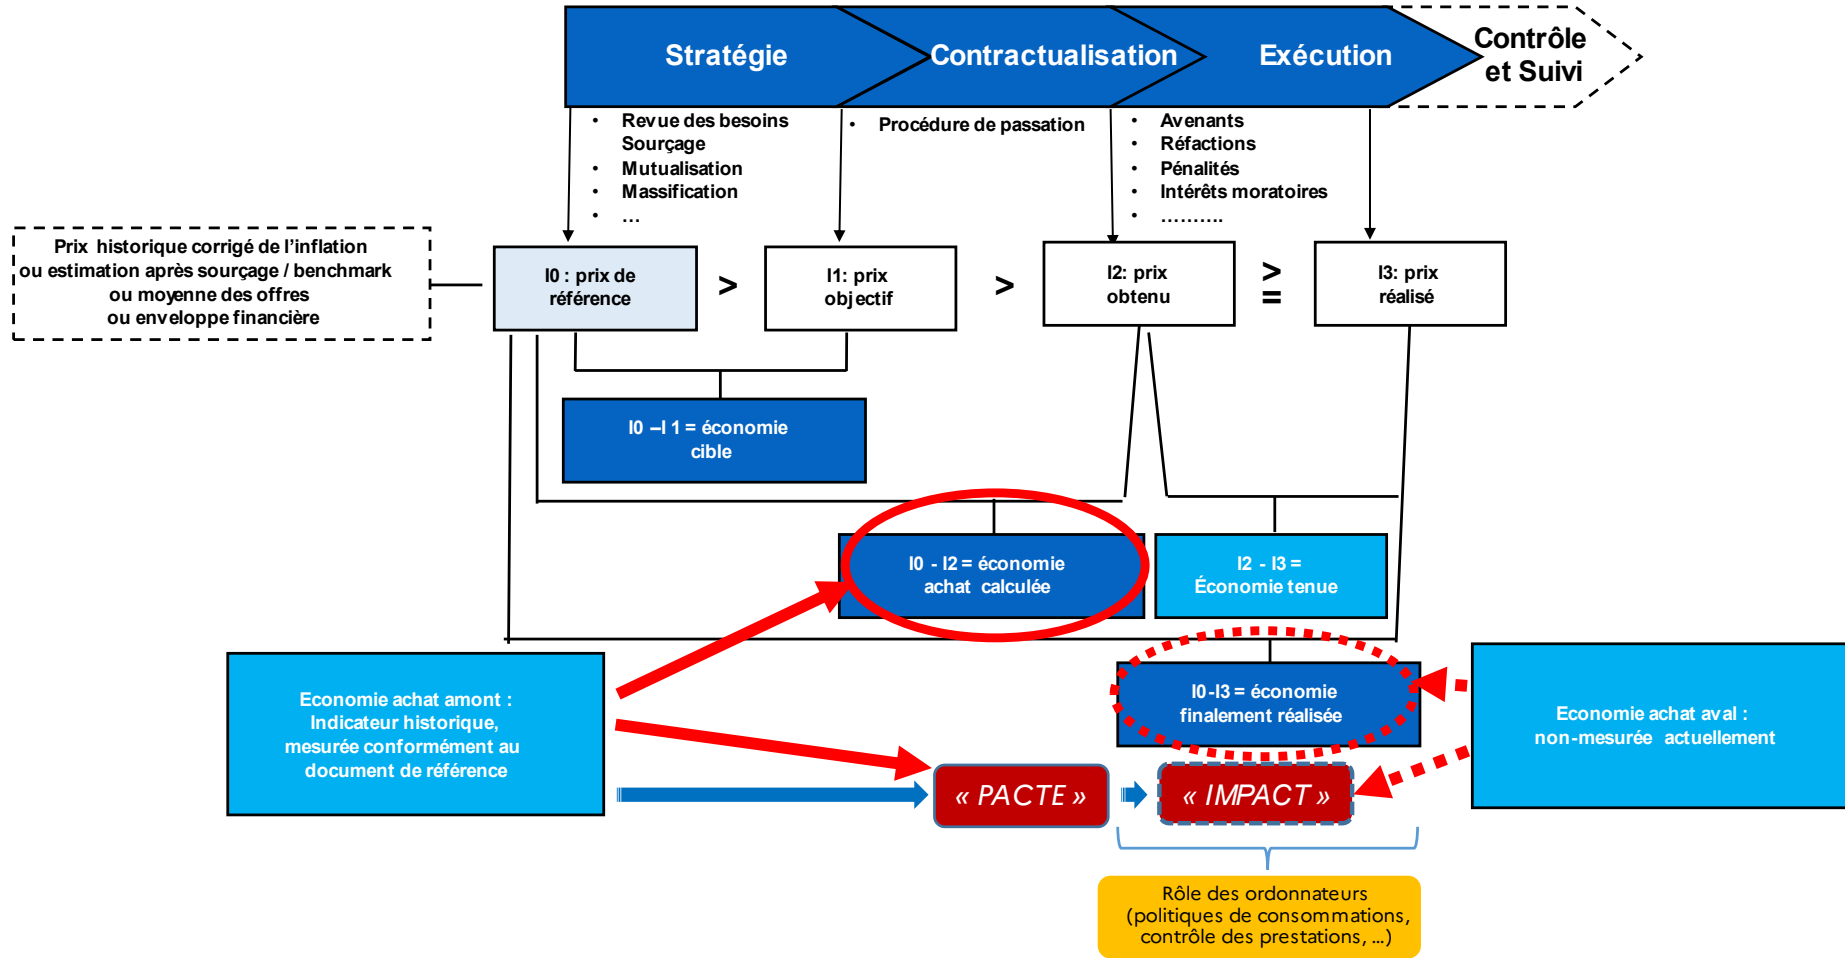 Stratégie
Contractualisation
Exécution
Contrôle
et Suivi
• Revue des besoins
Sourçage
• Mutualisation
• Massification
• …
• Procédure de passation
• Avenants
• Réfactions
• Pénalités
• Intérêts moratoires
• ……….
Prix historique corrigé de l’inflation
ou estimation après sourçage / benchmark
ou moyenne des offres
ou enveloppe financière
I0 : prix de
référence
>
I1: prix
objectif
>
I2: prix
obtenu
>
=
I3: prix
réalisé
I0 –I 1 = économie
cible
I0 - I2 = économie
achat calculée
I2 - I3 =
Économie tenue
Economie achat amont :
Indicateur historique,
mesurée conformément au
document de référence
I0-I3 = économie
finalement réalisée
Economie achat aval :
non-mesurée actuellement
« PACTE »
« IMPACT »
Rôle des ordonnateurs
(politiques de consommations,
contrôle des prestations, …)